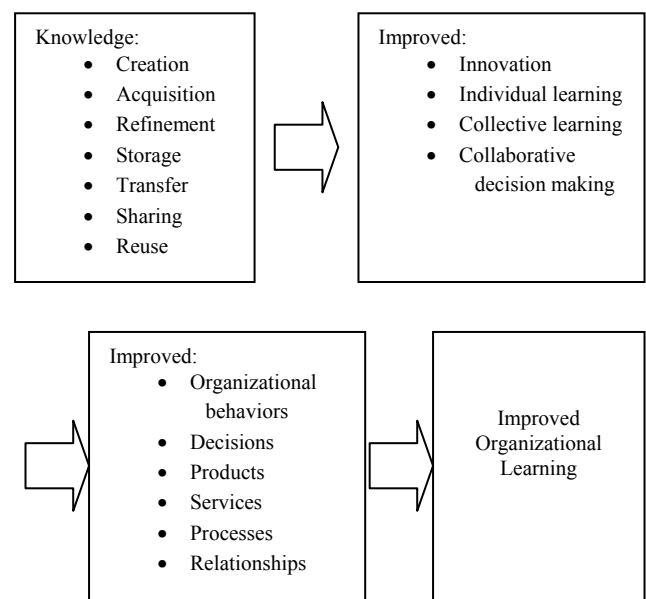 Knowledge:
• Creation
• Acquisition
• Refinement
• Storage
• Transfer
• Sharing
• Reuse
Improved:
• Innovation
• Individual learning
• Collective learning
• Collaborative
decision making
Improved:
• Organizational
behaviors
• Decisions
• Products
• Services
• Processes
• Relationships
Improved
Organizational
Learning